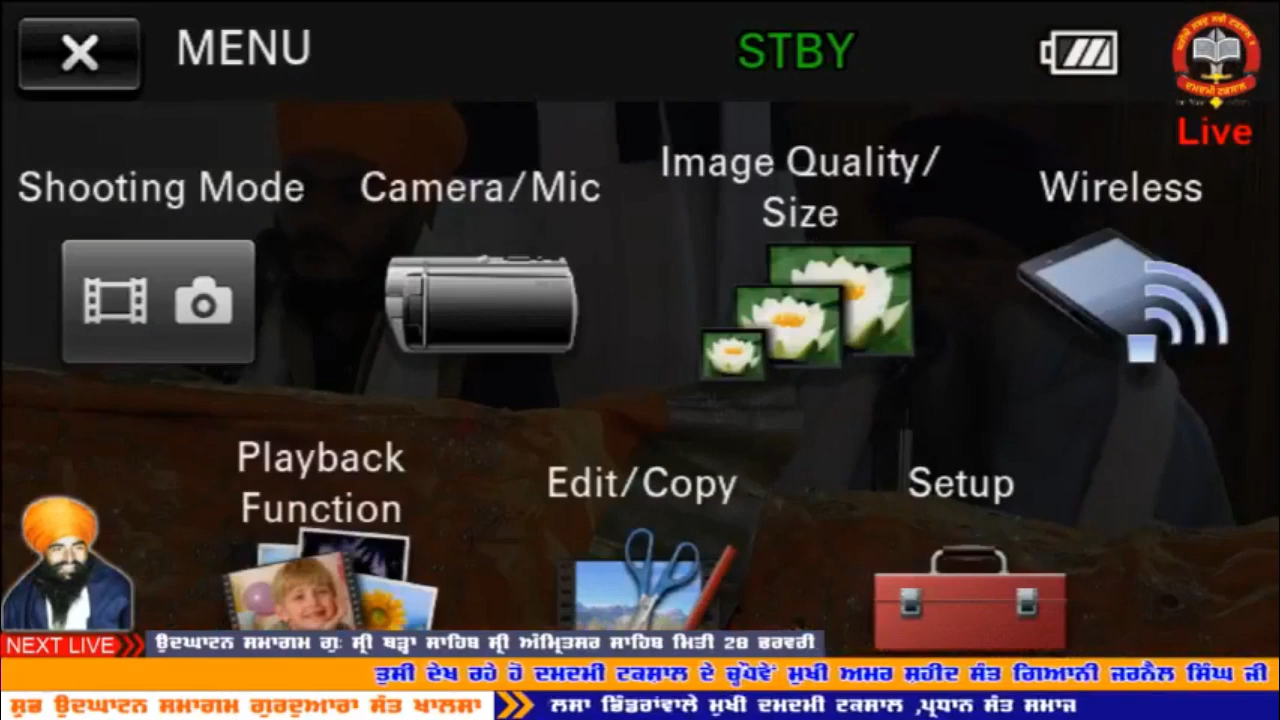 MENU
STBY
Live
Shooting Mode
Camera/Mic
Image Quality/
Size
Wireless
Playback
Function
Edit/Copy
Setup
NEXT LIVE
ਉਦਘਾਟਨ ਸਮਾਗਮ ਗੁ: ਸ੍ਰੀ ਥੜ੍ਹਾ ਸਾਹਿਬ ਸ੍ਰੀ ਅੰਮ੍ਰਿਤਸਰ ਸਾਹਿਬ ਮਿਤੀ 28 ਫਰਵਰੀ
ਤੁਸੀ ਦੇਖ ਰਹੇ ਹੋ ਦਮਦਮੀ ਟਕਸਾਲ ਦੇ ਚ੍ਹੌਦਵੇਂ ਮੁਖੀ ਅਮਰ ਸ਼ਹੀਦ ਸੰਤ ਗਿਆਨੀ ਜਰਨੈਲ ਸਿੰਘ ਜੀ
ਸ਼ੁਭ ਉਦਘਾਟਨ ਸਮਾਗਮ ਗੁਰਦੁਆਰਾ ਸੰਤ ਖਾਲਸਾ
ਲਸਾ ਭਿੰਡਰਾਂਵਾਲੇ ਮੁਖੀ ਦਮਦਮੀ ਟਕਸਾਲ ,ਪ੍ਰਧਾਨ ਸੰਤ ਸਮਾਜ